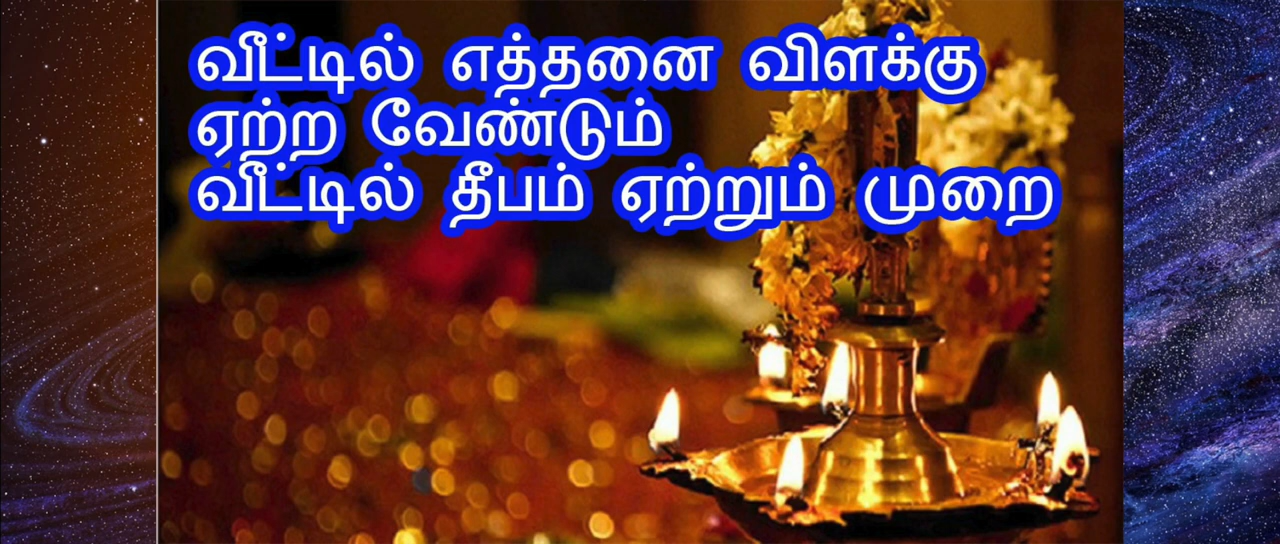 வீட்டில் எத்தனை விளக்கு
ஏற்ற வேண்டும்
வீட்டில் தீபம் ஏற்றும் முறை